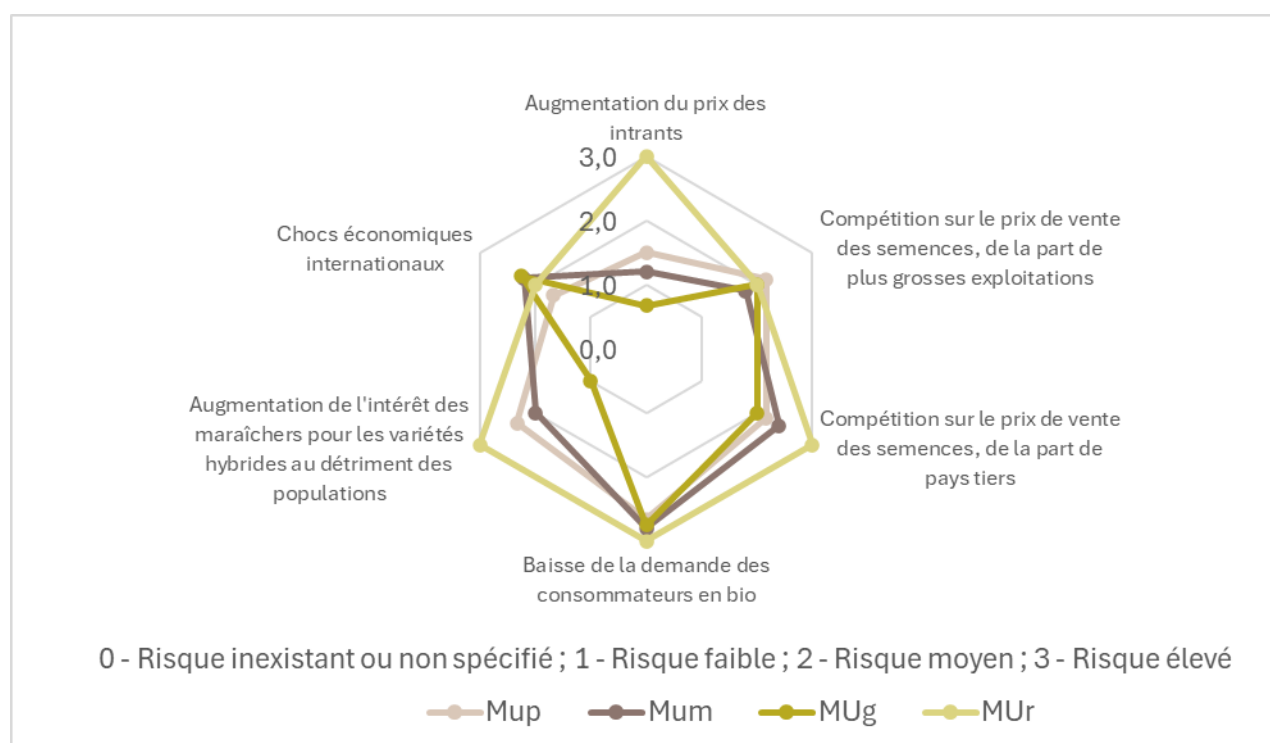 Augmentation du prix des
intrants
3,0
2,0
1,0
0,0
Compétition sur le prix de vente
des semences, de la part de
plus grosses exploitations
Compétition sur le prix de vente
des semences, de la part de
pays tiers
Baisse de la demande des
consommateurs en bio
Augmentation de l'intérêt des
maraîchers pour les variétés
hybrides au détriment des
populations
Chocs économiques
internationaux
0 - Risque inexistant ou non spécifié ; 1 - Risque faible ; 2 - Risque moyen ; 3 - Risque élevé
Mup Mum MUg MUr